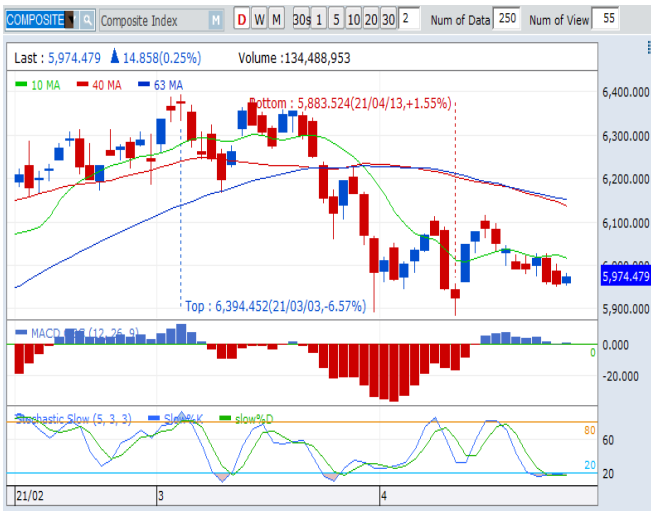 COMPOSITE Composite Index M D W M 30s 1 5 10 20 30 2 Num of Data 250 Num of View 55
Last : 5,974.479 ▲ 14.858(0.25%) Volume :134,488,953
10 MA 40 MA 63 MA
Bottom : 5,883.524(21/04/13,+1.55%)
6,400.000
6,300.000
6,200.000
6,100.000
6,000.000
5,974.479
5,900.000
Top : 6,394.452(21/03/03,-6.57%)
MACD (12, 26, 9)
0.000
0
-20.000
Stochastic Slow (5, 3, 3) Slow%K slow%D
80
60
20
20
21/02 3 4